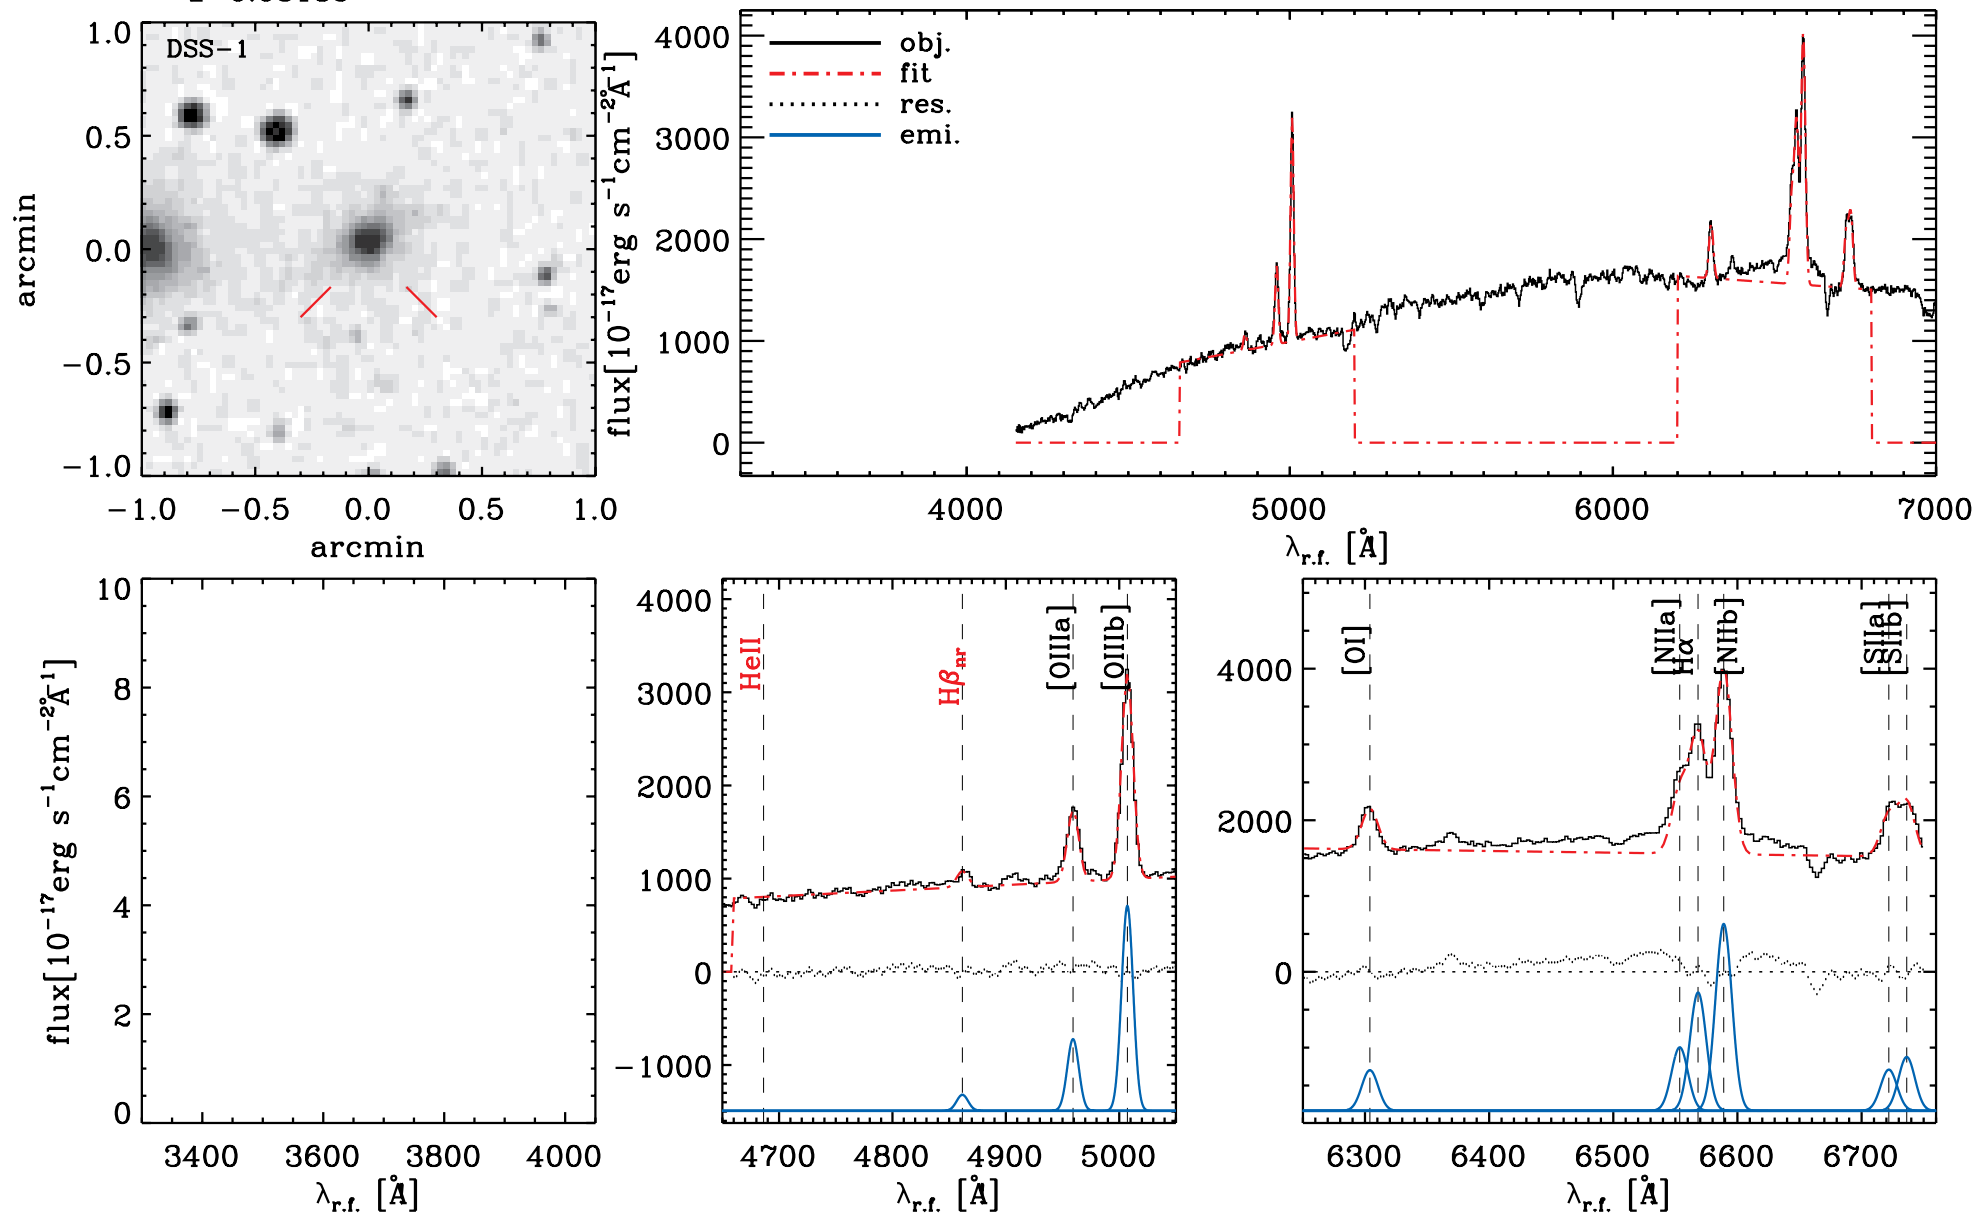 DSS-1
1.0
0.5
0.0
−0.5
−1.0
arcmin
−1.0 −0.5 0.0 0.5 1.0
arcmin
obj.
fit
res.
emi.
4000
3000
2000
1000
0
flux[10⁻¹⁷erg s⁻¹cm⁻²Å⁻¹]
4000 5000 6000 7000
λr.f. [Å]
10
8
6
4
2
0
flux[10⁻¹⁷erg s⁻¹cm⁻²Å⁻¹]
3400 3600 3800 4000
λr.f. [Å]
4000
3000
2000
1000
0
−1000
HeII
Hβnr
[OIIIa]
[OIIIb]
4700 4800 4900 5000
λr.f. [Å]
4000
2000
0
[OI]
[NIIa]
Hα
[NIIb]
[SIIa]
[SIIb]
6300 6400 6500 6600 6700
λr.f. [Å]